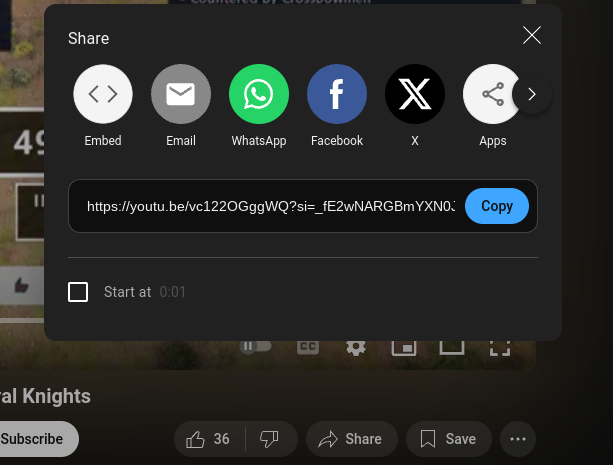 Countered by Crossbowmen
Share
Embed
Email
WhatsApp
Facebook
X
Apps
49
https://youtu.be/vc122OGggWQ?si=_fE2wNARGBmYXN0J
Copy
Start at 0:01
CC
al Knights
Subscribe
36
Share
Save